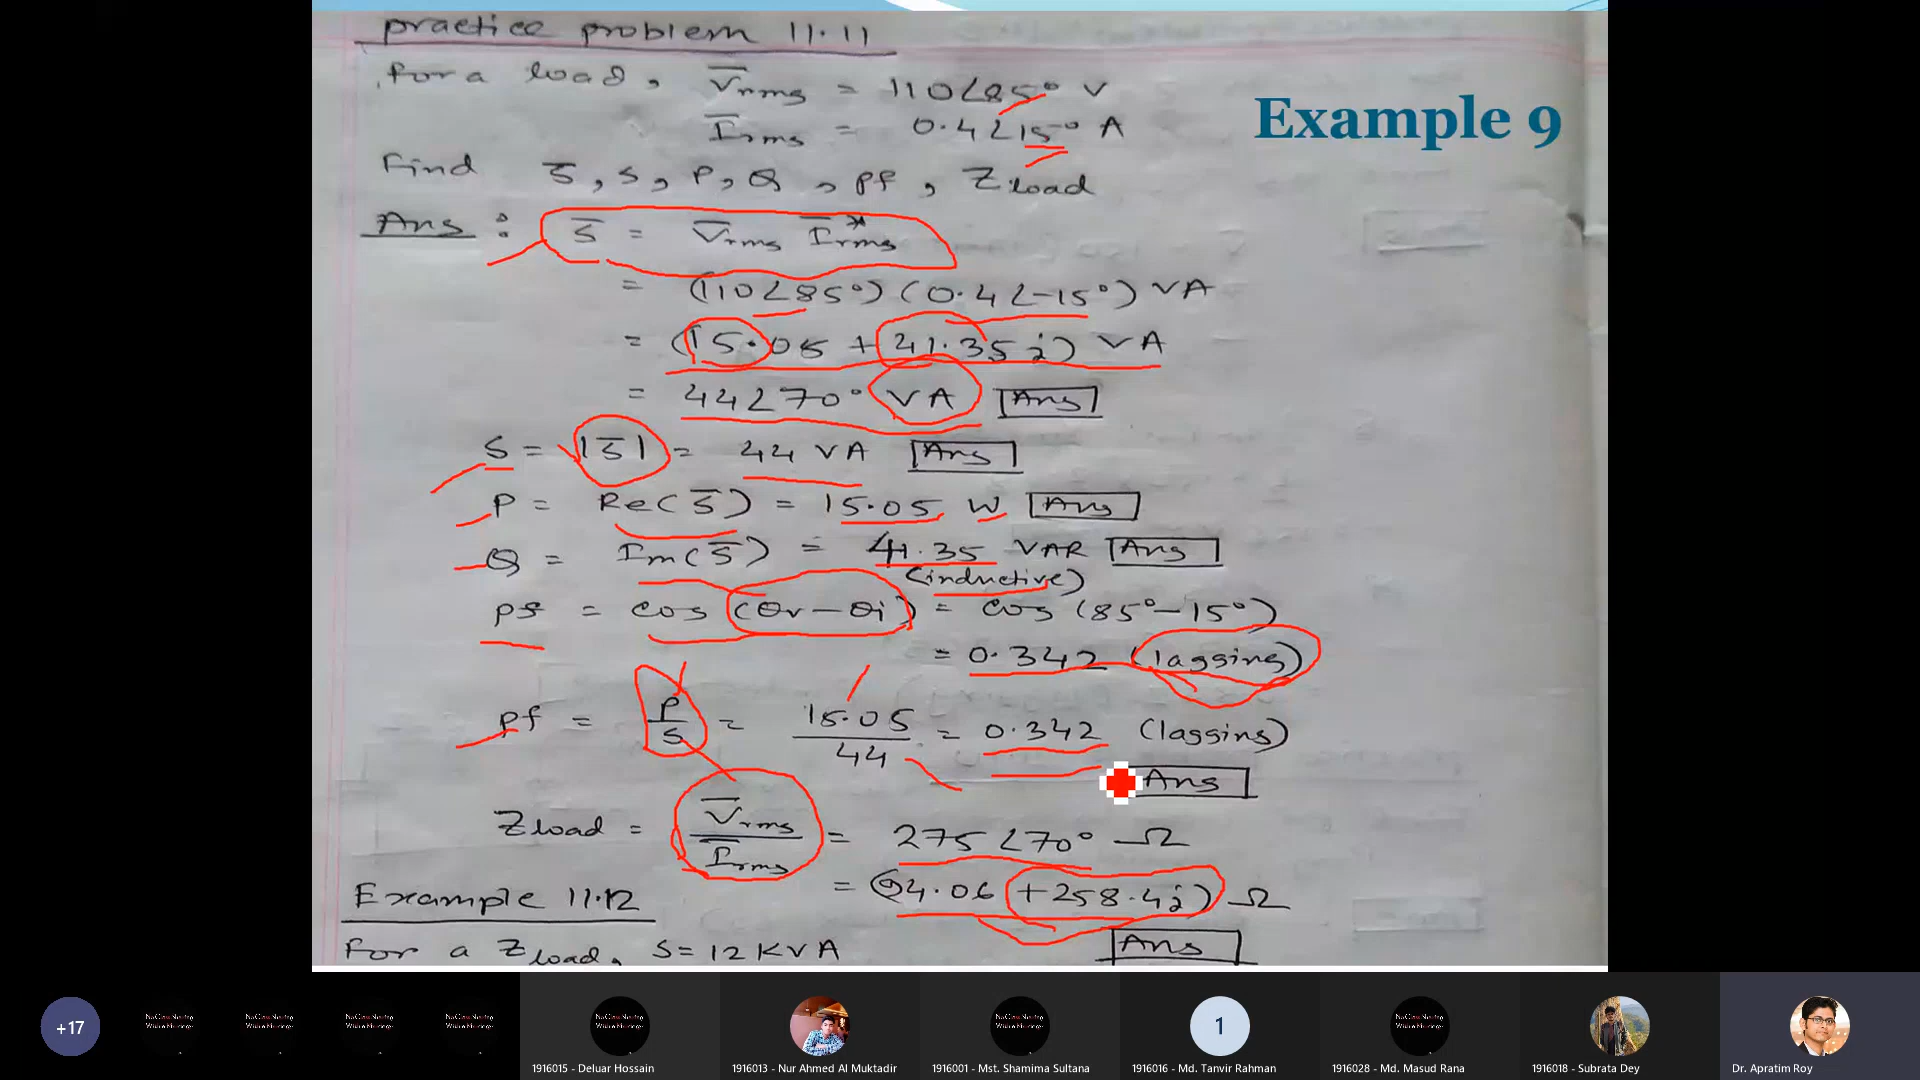 practice problem 11.11
for a load, V̅rms = 110∠85° V
Example 9
I̅rms = 0.4∠15° A
Find S̅, S, P, Q, pf, Zload
Ans : S̅ = V̅rms I̅*rms
= (110∠85°) (0.4∠-15°) VA
= (15.05 + 41.35j) VA
= 44∠70° VA Ans
S = |S̅| = 44 VA Ans
P = Re(S̅) = 15.05 W Ans
Q = Im(S̅) = 41.35 VAR Ans
(inductive)
pf = cos(θv-θi) = cos(85°-15°)
= 0.342 (lagging)
pf = P/S = 15.05/44 = 0.342 (lagging)
Ans
Zload = V̅rms/I̅rms = 275∠70° Ω
= (94.06 +258.4j) Ω
Example 11.12
Ans
For a Zload, S=12 KVA
+17
1916015 - Deluar Hossain
1916013 - Nur Ahmed Al Muktadir
1916001 - Mst. Shamima Sultana
1
1916016 - Md. Tanvir Rahman
1916028 - Md. Masud Rana
1916018 - Subrata Dey
Dr. Apratim Roy